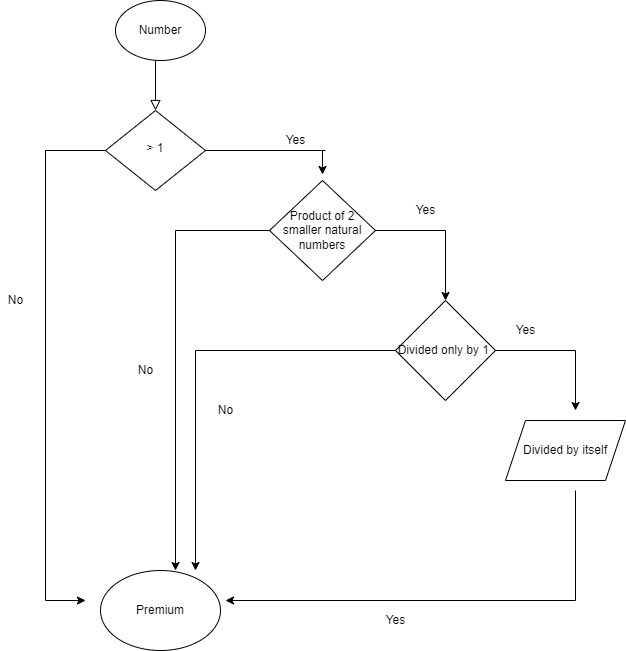 Number
> 1
Yes
Product of 2
smaller natural
numbers
Yes
No
Divided only by 1
Yes
No
No
Divided by itself
Premium
Yes